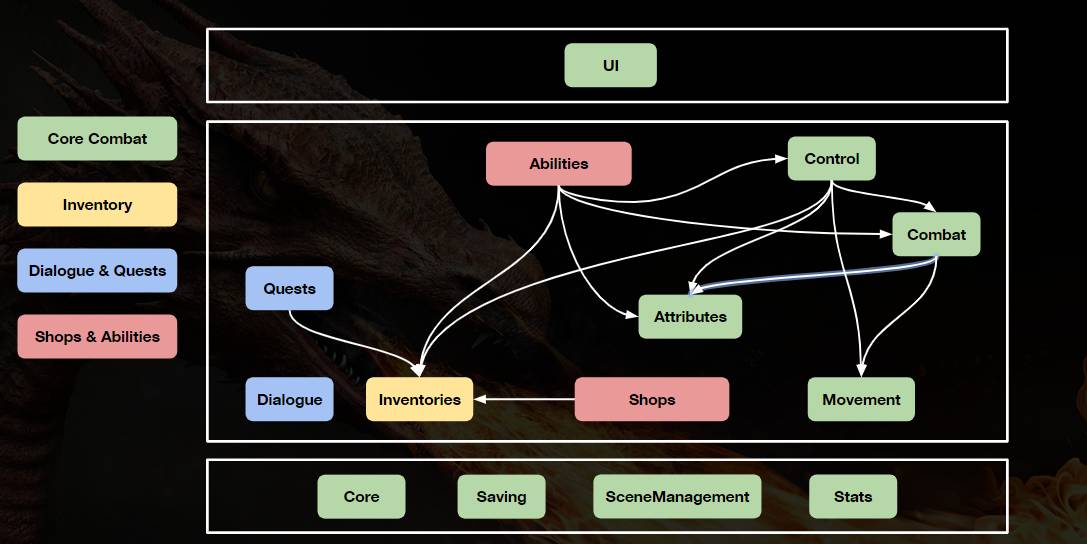 UI
Core Combat
Inventory
Dialogue & Quests
Shops & Abilities
Abilities
Control
Combat
Quests
Attributes
Dialogue
Inventories
Shops
Movement
Core
Saving
SceneManagement
Stats